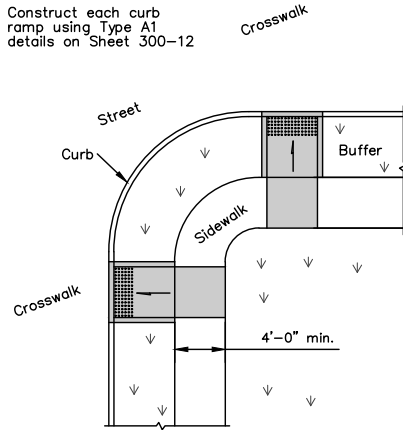 Construct each curb
ramp using Type A1
details on Sheet 300-12
Crosswalk
Street
Curb
Buffer
Sidewalk
Crosswalk
4'-0" min.